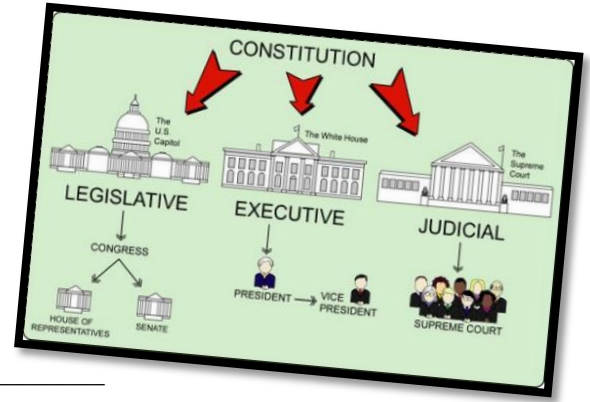 CONSTITUTION
The
U.S.
Capitol
The White House
The
Supreme
Court
LEGISLATIVE
EXECUTIVE
JUDICIAL
CONGRESS
PRESIDENT
VICE
PRESIDENT
SUPREME COURT
HOUSE OF
REPRESENTATIVES
SENATE